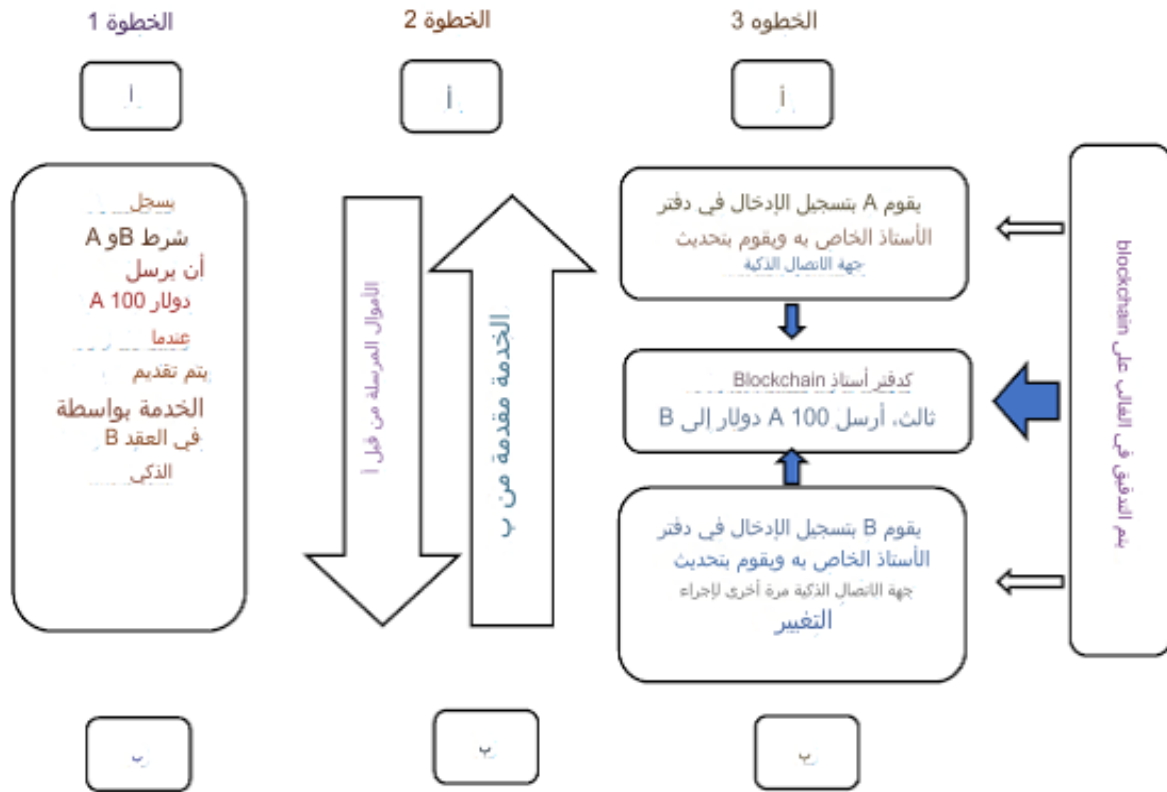 الخطوة 1
الخطوة 2
الخطوه 3
أ
أ
أ
يسجل
شرط Bو A
أن يرسل
دولار 100 A
عندما
يتم تقديم
الخدمة بواسطة
في العقد B
الذكي
الأموال المرسلة من قبل أ
الخدمة مقدمة من ب
يقوم A بتسجيل الإدخال في دفتر
الأستاذ الخاص به ويقوم بتحديث
جهة الاتصال الذكية
كدفتر أستاذ Blockchain
ثالث، أرسل A 100 دولار إلى B
يقوم B بتسجيل الإدخال في دفتر
الأستاذ الخاص به ويقوم بتحديث
جهة الاتصال الذكية مرة أخرى لإجراء
التغيير
يتم التدقيق في الغالب على blockchain
ب
ب
ب